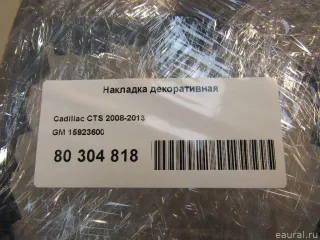 Накладка декоративная
Cadillac CTS 2008-2013
GM 15923600
80 304 818
eaural.ru